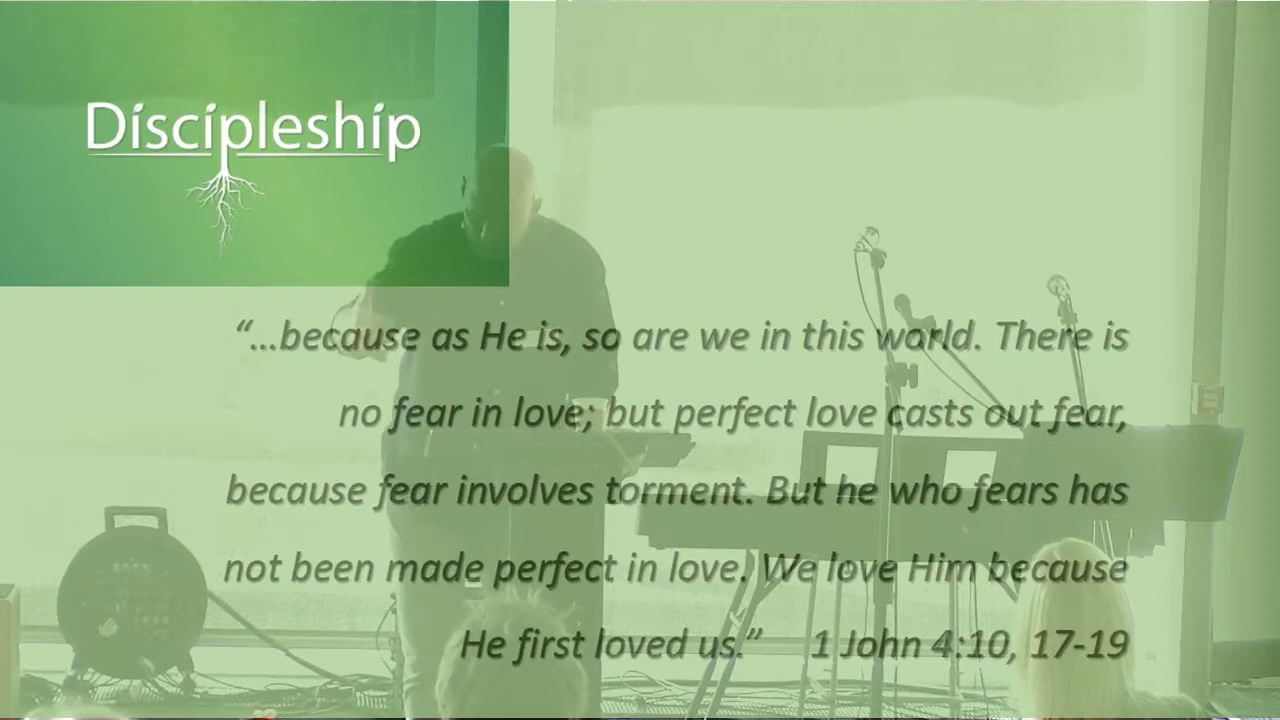 Discipleship
“...because as He is, so are we in this world. There is
no fear in love; but perfect love casts out fear,
because fear involves torment. But he who fears has
not been made perfect in love. We love Him because
He first loved us.” 1 John 4:10, 17-19